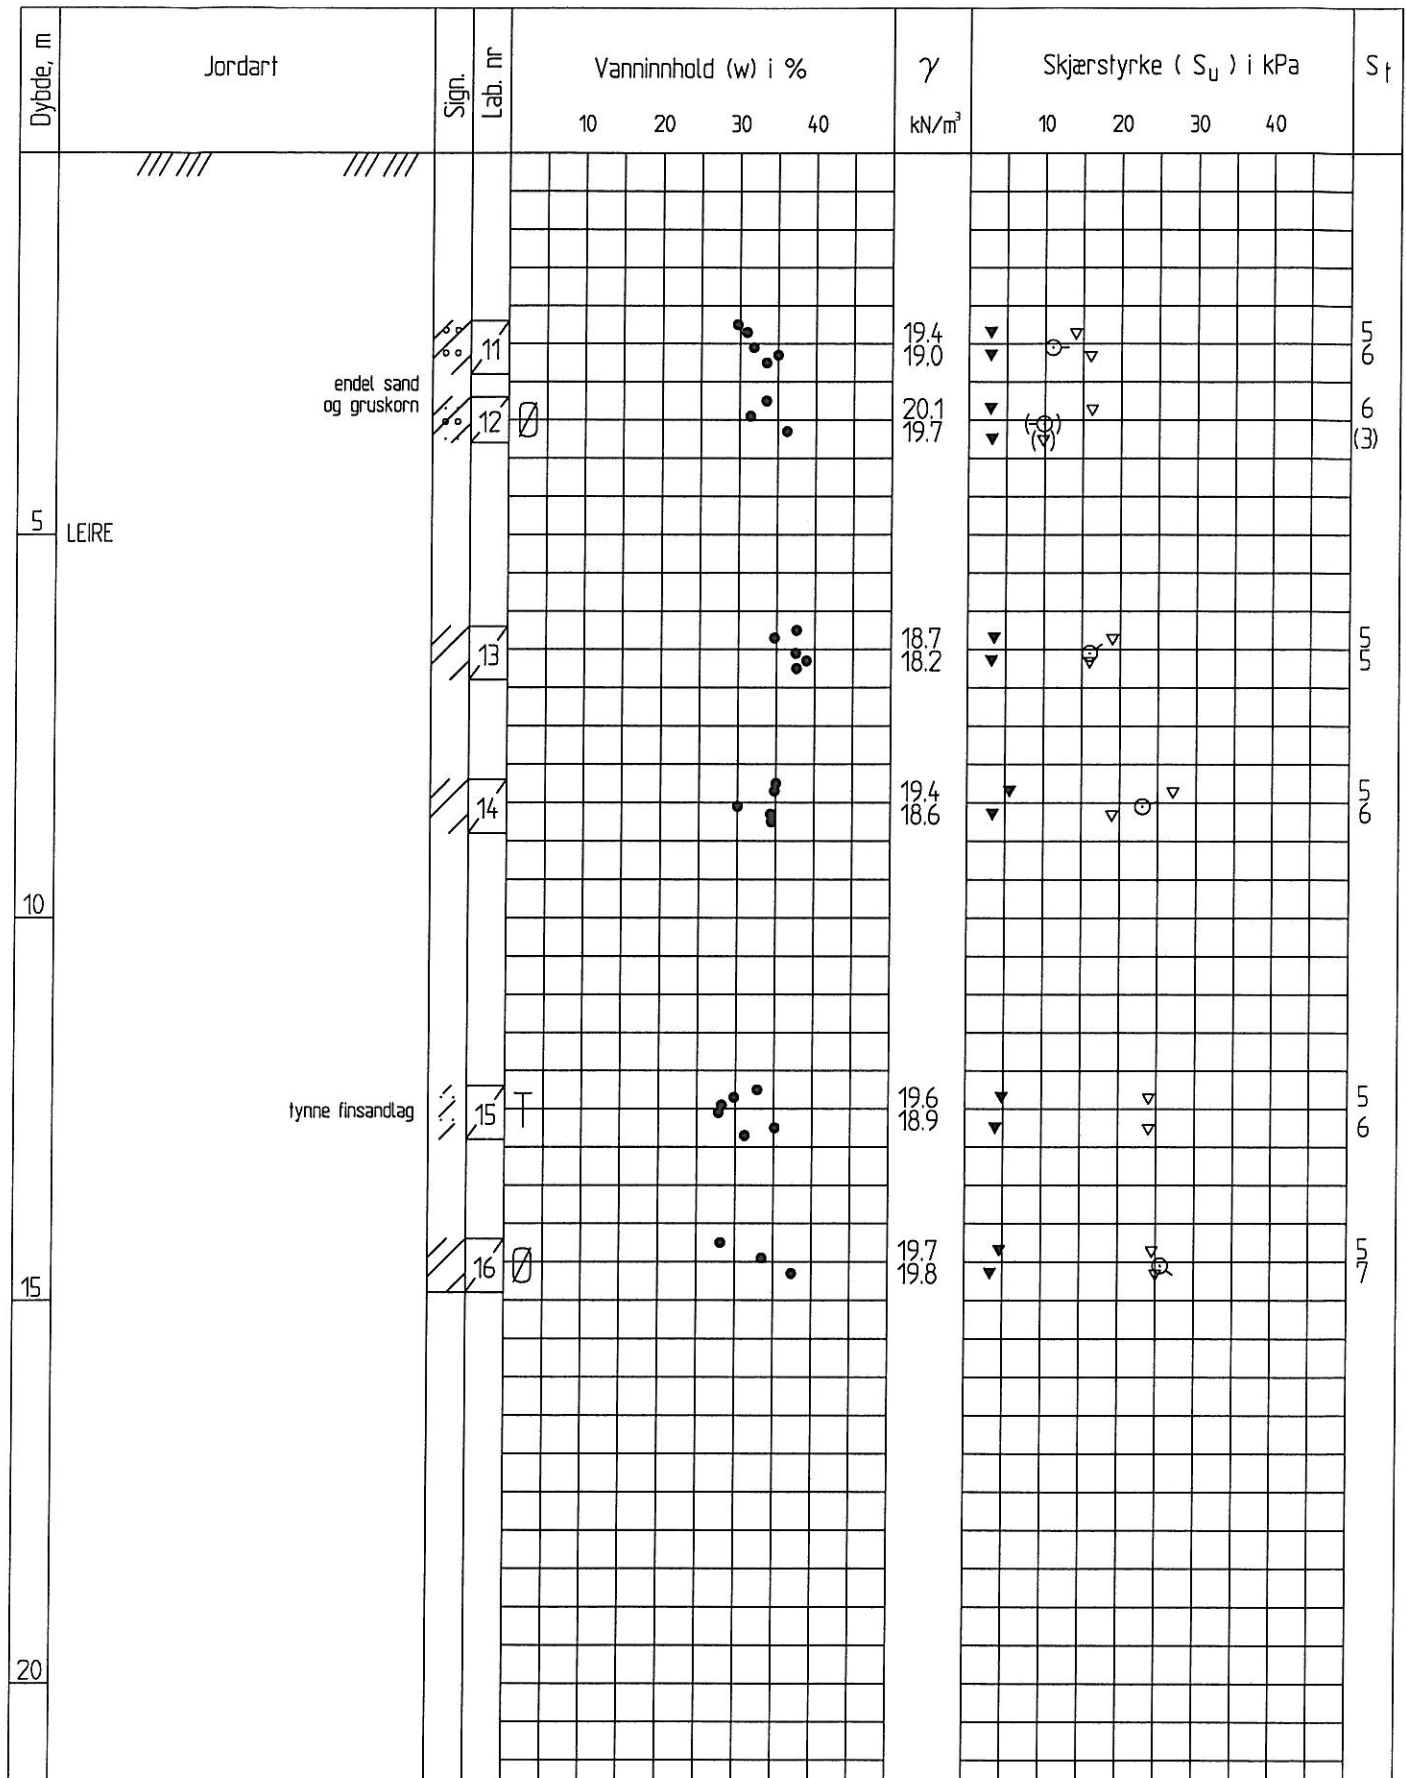 Dybde, m
Jordart
Sign.
Lab. nr
Vanninnhold (w) i %
10 20 30 40
γ
kN/m³
Skjærstyrke ( Su ) i kPa
10 20 30 40
St
11 19.4 5
19.0 6
endel sand
og gruskorn
12 Ø 20.1 6
19.7 (3)
5 LEIRE
13 18.7 5
18.2 5
14 19.4 5
18.6 6
10
tynne finsandlag 15 T 19.6 5
18.9 6
16 Ø 19.7 5
19.8 7
15
20